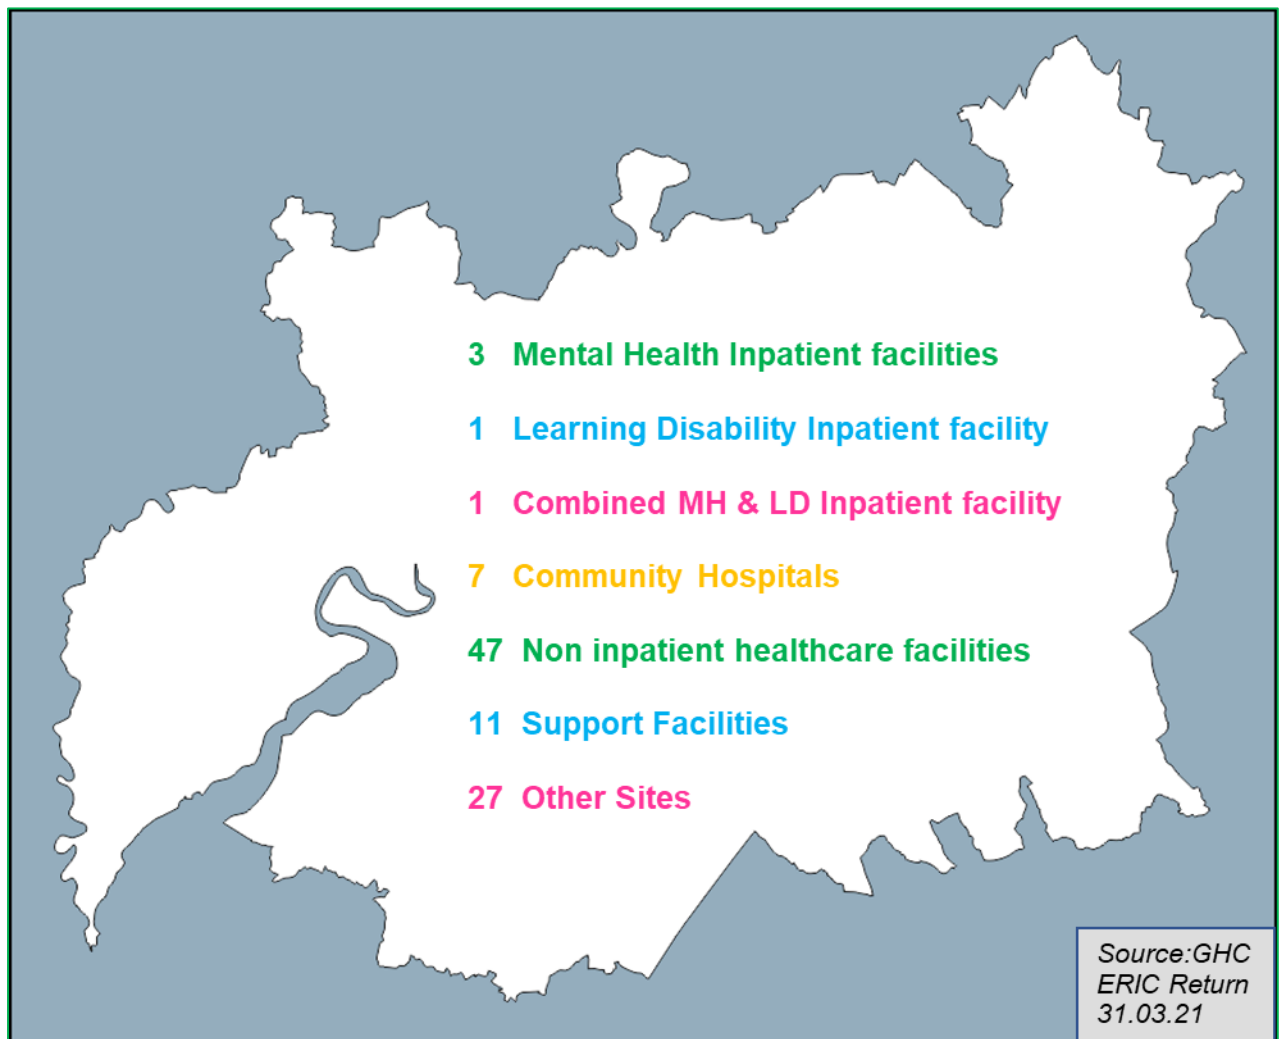 3 Mental Health Inpatient facilities
1 Learning Disability Inpatient facility
1 Combined MH & LD Inpatient facility
7 Community Hospitals
47 Non inpatient healthcare facilities
11 Support Facilities
27 Other Sites
Source:GHC
ERIC Return
31.03.21